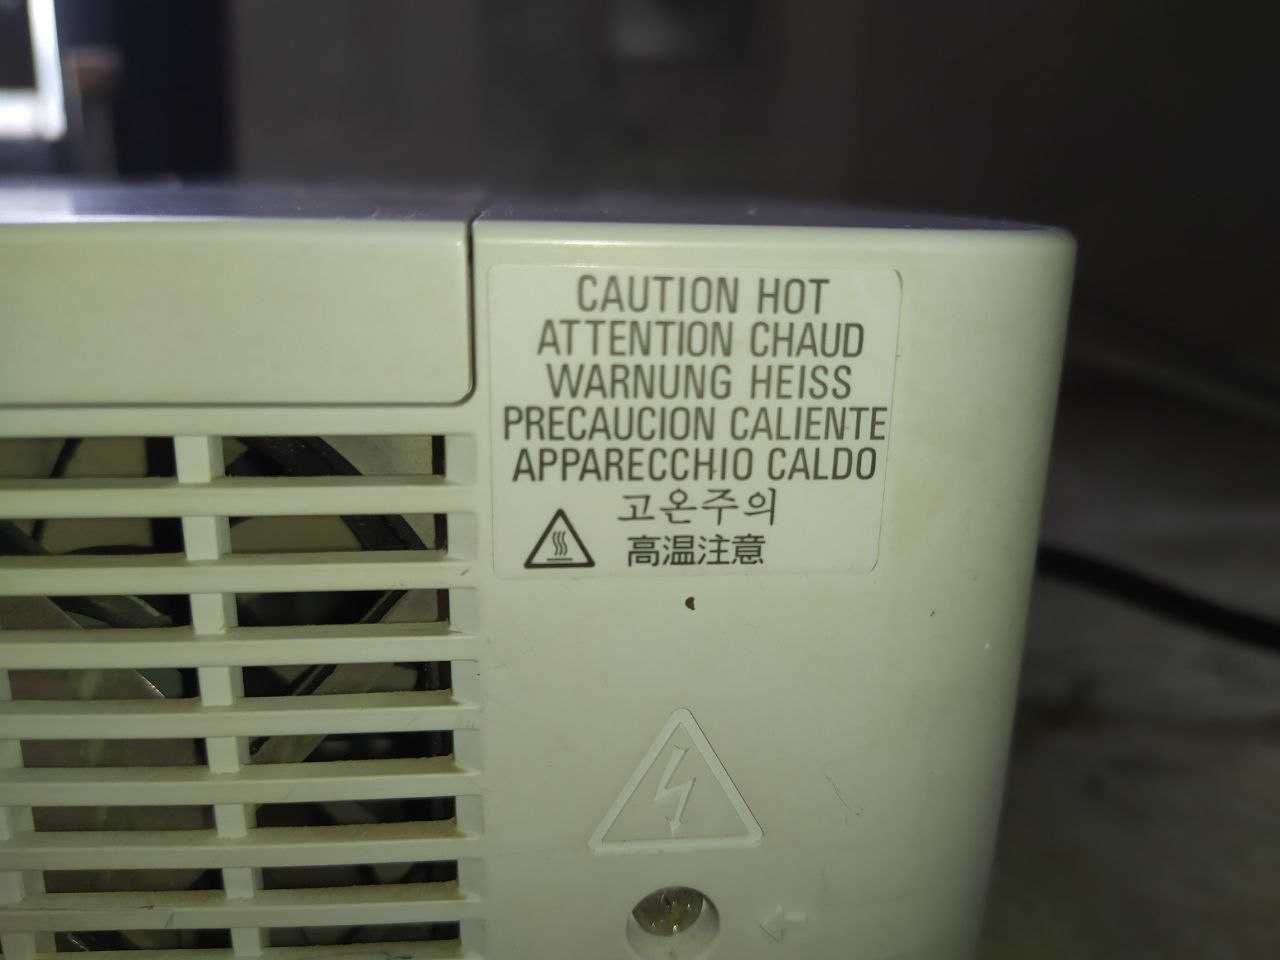 CAUTION HOT
ATTENTION CHAUD
WARNUNG HEISS
PRECAUCION CALIENTE
APPARECCHIO CALDO
고온주의
高温注意